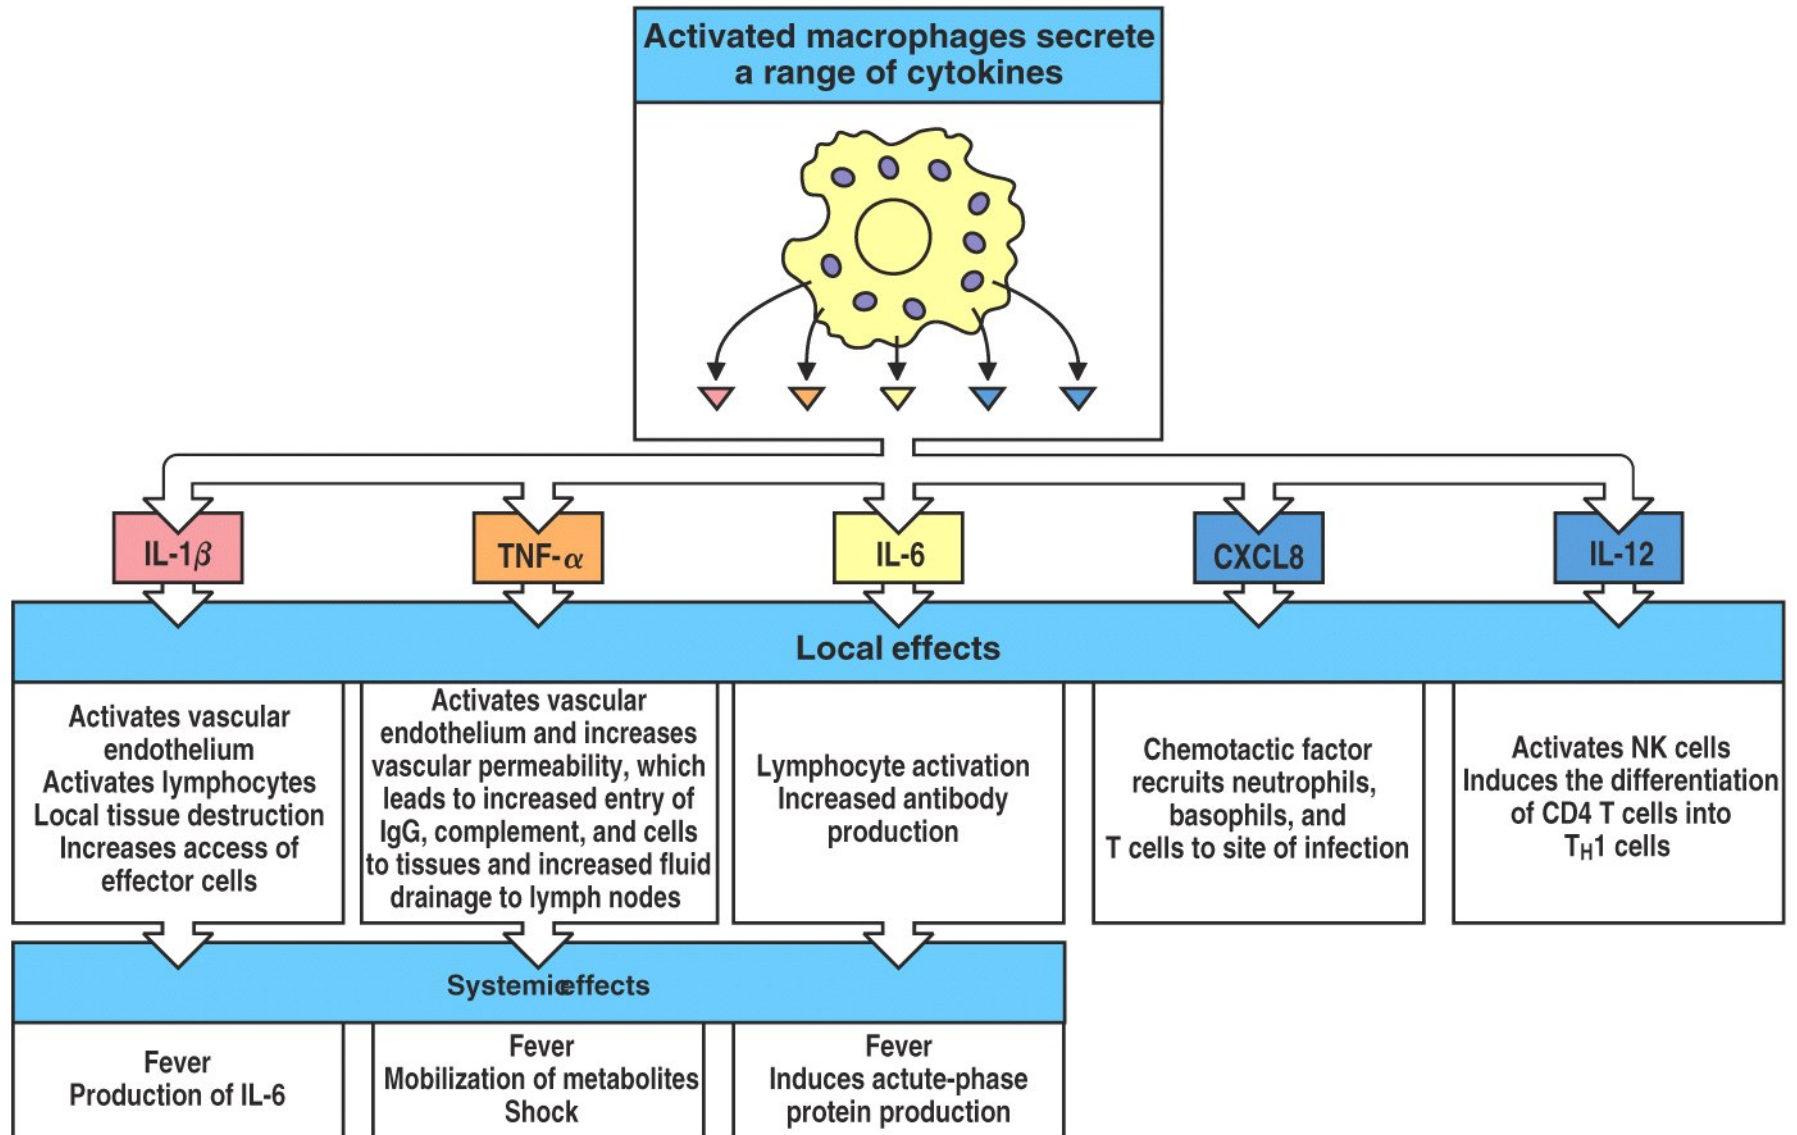 Activated macrophages secrete
a range of cytokines
IL-1β
TNF-α
IL-6
CXCL8
IL-12
Local effects
Activates vascular
endothelium
Activates lymphocytes
Local tissue destruction
Increases access of
effector cells
Activates vascular
endothelium and increases
vascular permeability, which
leads to increased entry of
IgG, complement, and cells
to tissues and increased fluid
drainage to lymph nodes
Lymphocyte activation
Increased antibody
production
Chemotactic factor
recruits neutrophils,
basophils, and
T cells to site of infection
Activates NK cells
Induces the differentiation
of CD4 T cells into
TH1 cells
Systemic effects
Fever
Production of IL-6
Fever
Mobilization of metabolites
Shock
Fever
Induces actute-phase
protein production